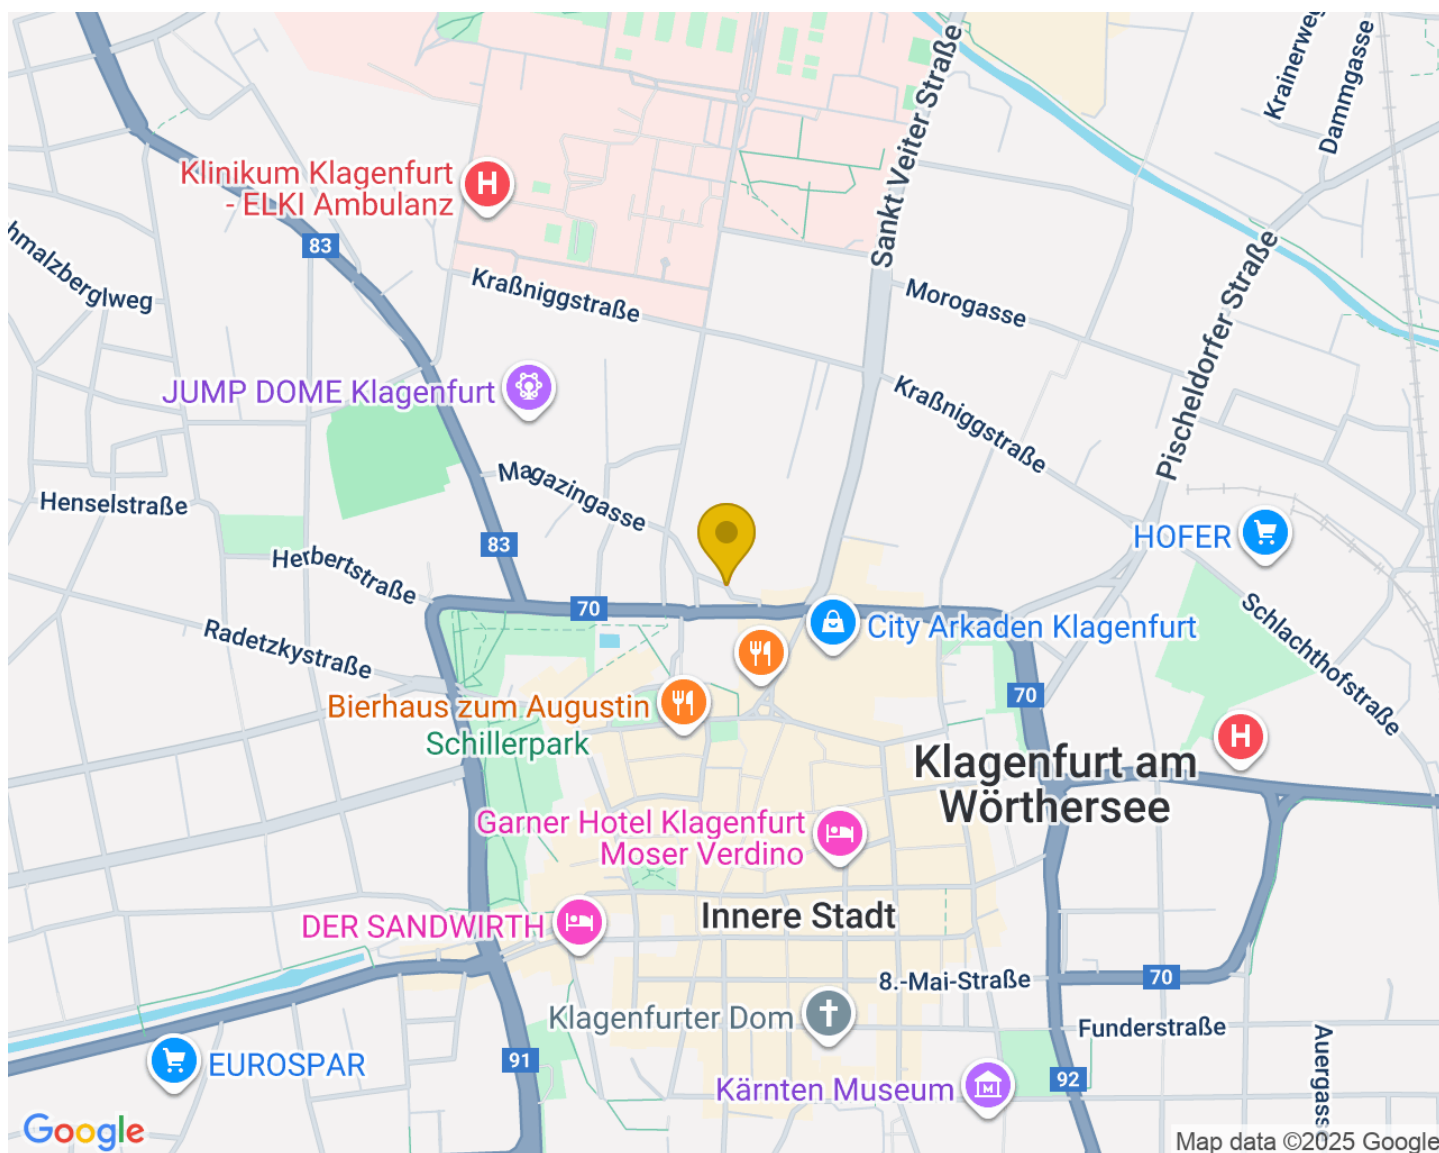 Krainerweg
Dammgasse
Sankt Veiter Straße
Klinikum Klagenfurt
- ELKI Ambulanz
83
hmalzberglweg
Kraßniggstraße
Morogasse
Pischeldorfer Straße
JUMP DOME Klagenfurt
Kraßniggstraße
Magazingasse
Henselstraße
83
HOFER
Herbertstraße
70
City Arkaden Klagenfurt
Schlachthofstraße
Radetzkystraße
70
Bierhaus zum Augustin
Schillerpark
H
H
Klagenfurt am
Wörthersee
Garner Hotel Klagenfurt
Moser Verdino
Innere Stadt
DER SANDWIRTH
8.-Mai-Straße
70
Klagenfurter Dom
Funderstraße
Auergasse
91
EUROSPAR
92
Kärnten Museum
M
Google
Map data ©2025 Google